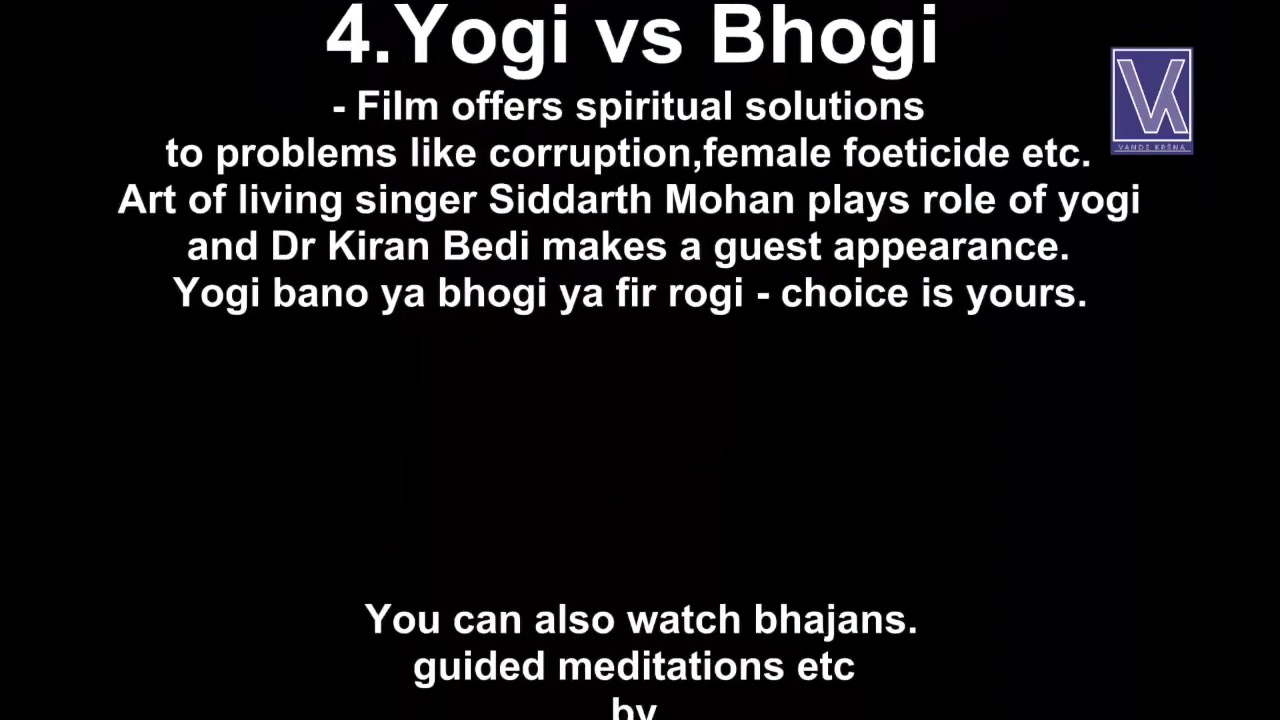 4.Yogi vs Bhogi
- Film offers spiritual solutions
to problems like corruption,female foeticide etc.
Art of living singer Siddarth Mohan plays role of yogi
and Dr Kiran Bedi makes a guest appearance.
Yogi bano ya bhogi ya fir rogi - choice is yours.
VK
VANDE KRSNA
You can also watch bhajans.
guided meditations etc
by